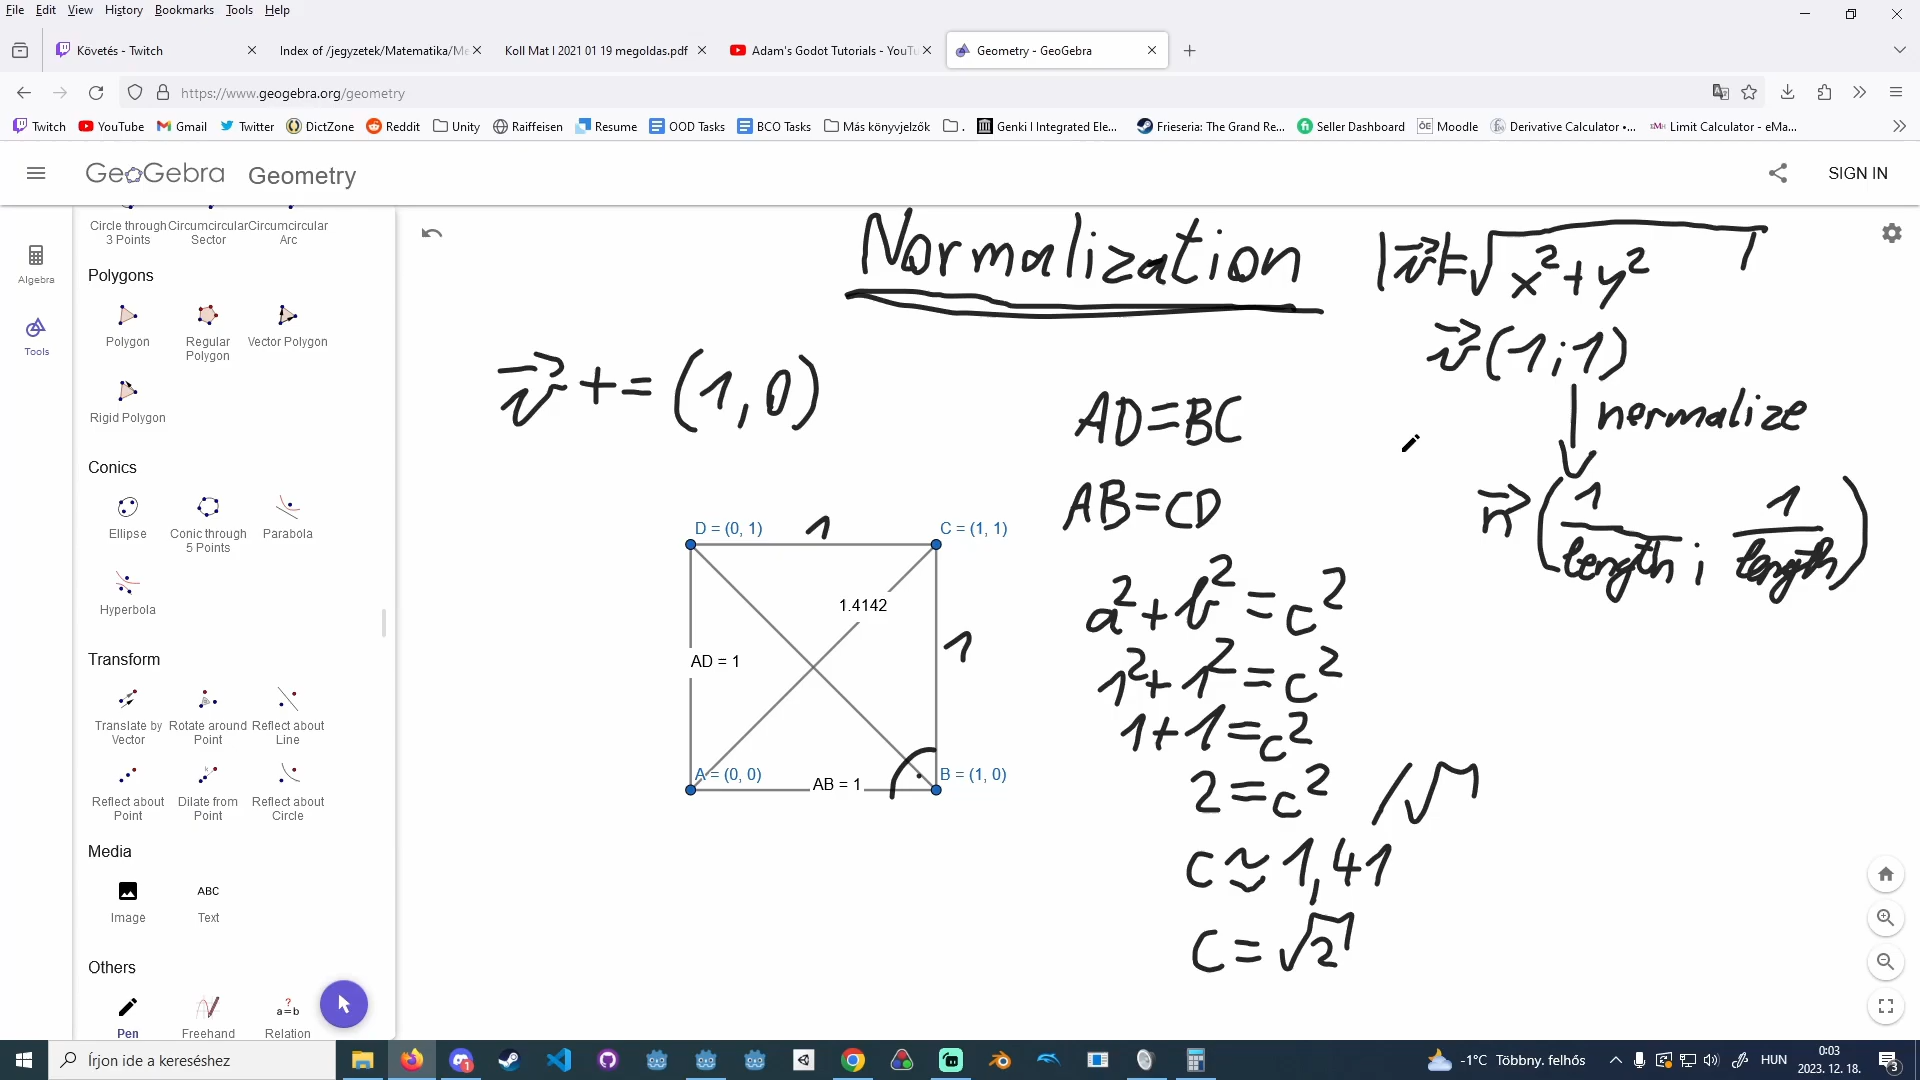 File Edit View History Bookmarks Tools Help
Követés - Twitch
Index of /jegyzetek/Matematika/Me
Koll Mat I 2021 01 19 megoldas.pdf
Adam's Godot Tutorials - YouTu
Geometry - GeoGebra
https://www.geogebra.org/geometry
Twitch YouTube Gmail Twitter DictZone Reddit Unity Raiffeisen Resume OOD Tasks BCO Tasks Más könyvjelzők . Genki I Integrated Ele... Frieseria: The Grand Re... Seller Dashboard Moodle Derivative Calculator •... Limit Calculator - eMa...
GeoGebra Geometry
SIGN IN
Algebra
Tools
Circle through 3 Points
Circumcircular Sector
Circumcircular Arc
Polygons
Polygon
Regular Polygon
Vector Polygon
Rigid Polygon
Conics
Ellipse
Conic through 5 Points
Parabola
Hyperbola
Transform
Translate by Vector
Rotate around Point
Reflect about Line
Reflect about Point
Dilate from Point
Reflect about Circle
Media
Image
ABC
Text
Others
Pen
Freehand
a=b
Relation
Normalization
v⃗ += (1,0)
D = (0, 1)
1
C = (1, 1)
1.4142
AD = 1
1
A = (0, 0)
AB = 1
B = (1, 0)
AD=BC
AB=CD
a²+b²=c²
1²+1²=c²
1+1=c²
2=c² /√
c≈1,41
c=√2
|v⃗|=√x²+y²
v⃗(1;1)
normalize
n⃗(1/length; 1/length)
Írjon ide a kereséshez
-1°C Többny. felhős
HUN
0:03
2023. 12. 18.
3